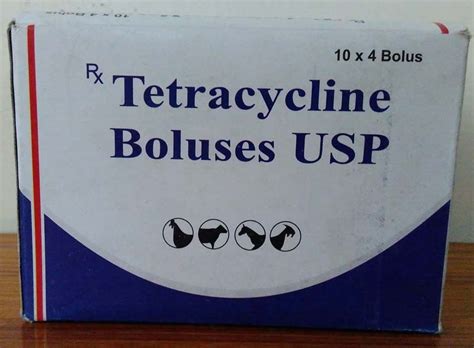 10 x 4 Bolus
Rx Tetracycline
Boluses USP